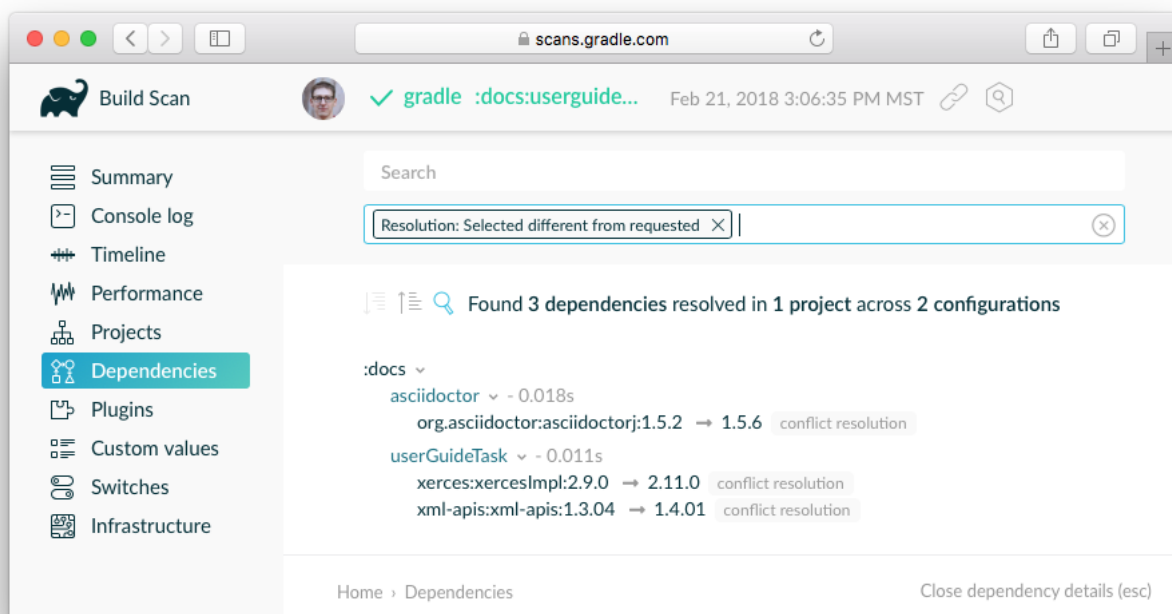 scans.gradle.com
Build Scan
gradle :docs:userguide... Feb 21, 2018 3:06:35 PM MST
Summary
Console log
Timeline
Performance
Projects
Dependencies
Plugins
Custom values
Switches
Infrastructure
Search
Resolution: Selected different from requested
Found 3 dependencies resolved in 1 project across 2 configurations
:docs
asciidoctor - 0.018s
org.asciidoctor:asciidoctorj:1.5.2 → 1.5.6 conflict resolution
userGuideTask - 0.011s
xerces:xercesImpl:2.9.0 → 2.11.0 conflict resolution
xml-apis:xml-apis:1.3.04 → 1.4.01 conflict resolution
Home › Dependencies
Close dependency details (esc)